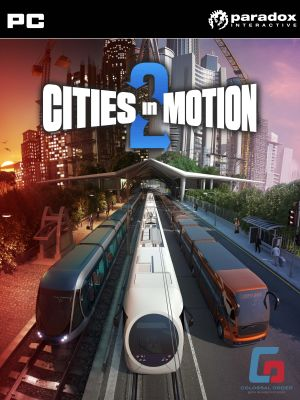 PC
paradox
INTERACTIVE
CITIES in MOTION
2
COLOSSAL ORDER